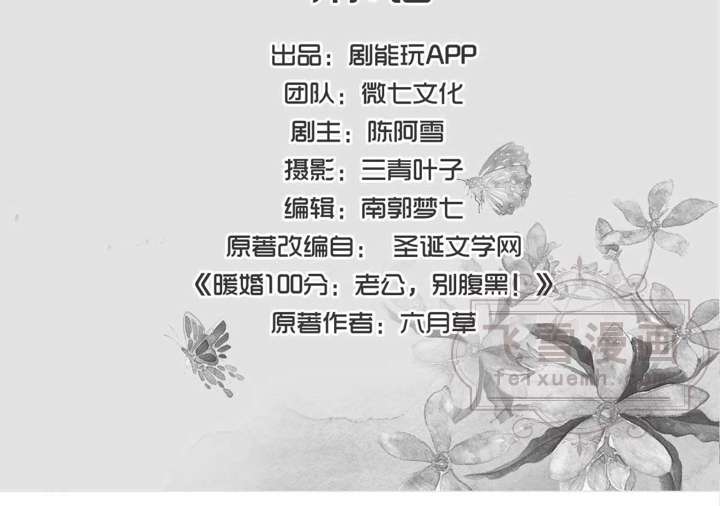 出品：剧能玩APP
团队：微七文化
剧主：陈阿雪
摄影：三青叶子
编辑：南郭梦七
原著改编自： 圣诞文学网
《暖婚100分：老公，别腹黑！》
原著作者：六月草
飞雪漫画
feixuemh.com